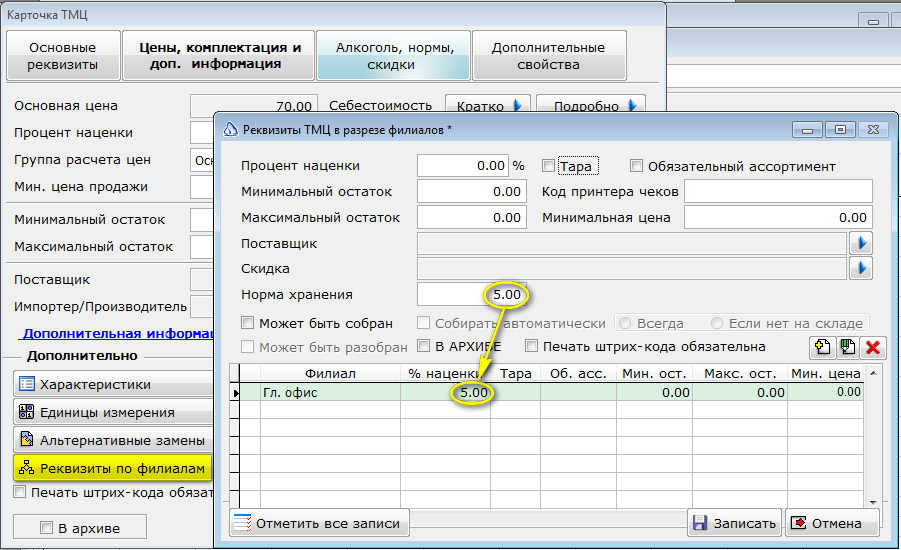 Карточка ТМЦ
Основные реквизиты
Цены, комплектация и доп. информация
Алкоголь, нормы, скидки
Дополнительные свойства
Основная цена 70.00 Себестоимость Кратко Подробно
Процент наценки
Группа расчета цен Осн
Мин. цена продажи
Минимальный остаток
Максимальный остаток
Поставщик
Импортер/Производитель
Дополнительная информац
Дополнительно
Характеристики
Единицы измерения
Альтернативные замены
Реквизиты по филиалам
Печать штрих-кода обязат
В архиве
Реквизиты ТМЦ в разрезе филиалов *
Процент наценки 0.00 % Тара Обязательный ассортимент
Минимальный остаток 0.00 Код принтера чеков
Максимальный остаток 0.00 Минимальная цена 0.00
Поставщик
Скидка
Норма хранения 5.00
Может быть собран Собирать автоматически Всегда Если нет на складе
Может быть разобран В АРХИВЕ Печать штрих-кода обязательна
Филиал % наценки Тара Об. асс. Мин. ост. Макс. ост. Мин. цена
Гл. офис 5.00 0.00 0.00 0.00
Отметить все записи Записать Отмена